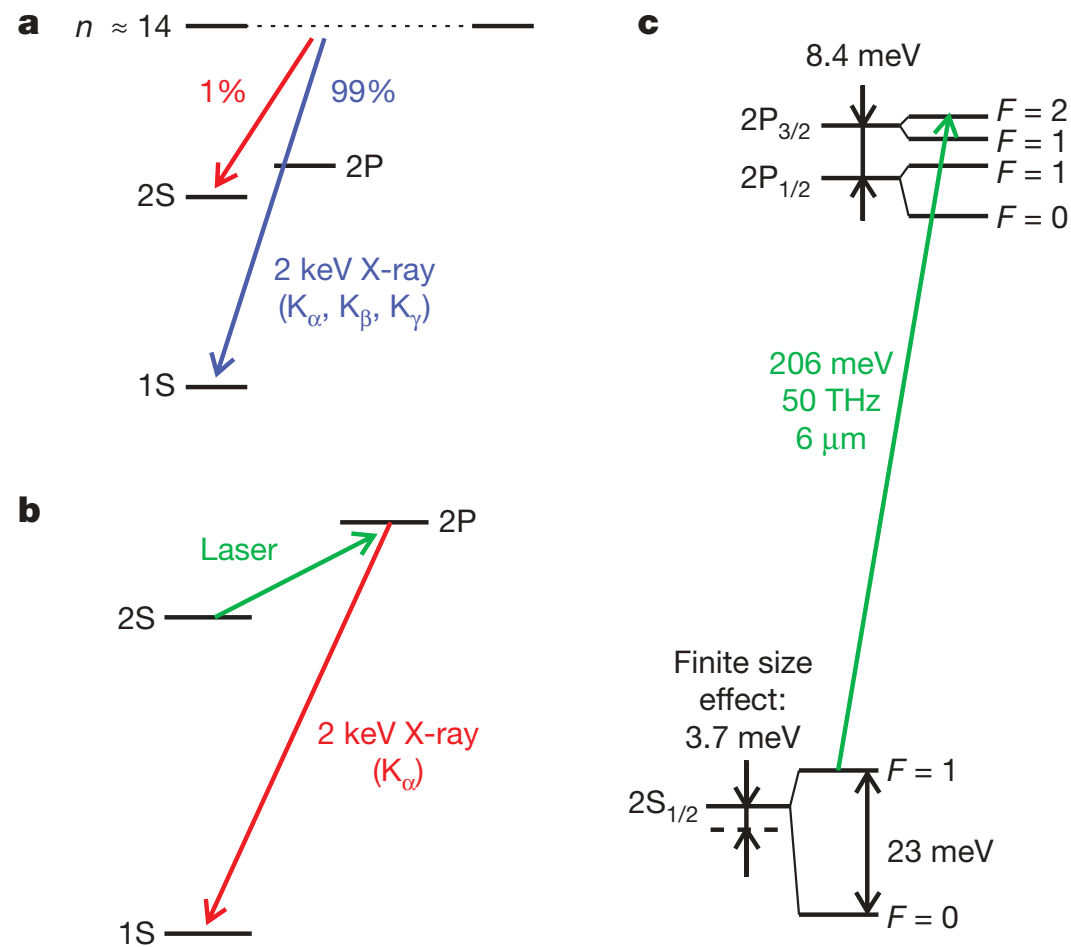 a
n ≈ 14
1%
99%
2P
2S
2 keV X-ray
(Kα, Kβ, Kγ)
1S
b
2P
Laser
2S
2 keV X-ray
(Kα)
1S
c
8.4 meV
2P3/2
F = 2
F = 1
2P1/2
F = 1
F = 0
206 meV
50 THz
6 μm
Finite size
effect:
3.7 meV
F = 1
2S1/2
23 meV
F = 0